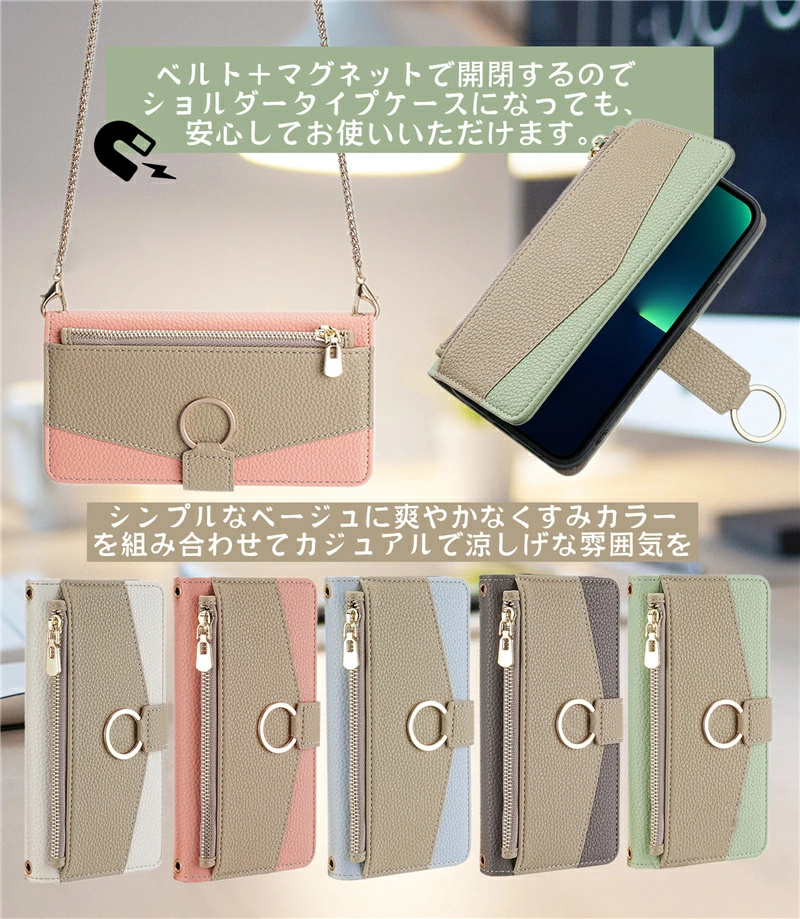 ベルト＋マグネットで開閉するので
ショルダータイプケースになっても、
安心してお使いいただけます。
シンプルなベージュに爽やかなくすみカラー
を組み合わせてカジュアルで涼しげな雰囲気を